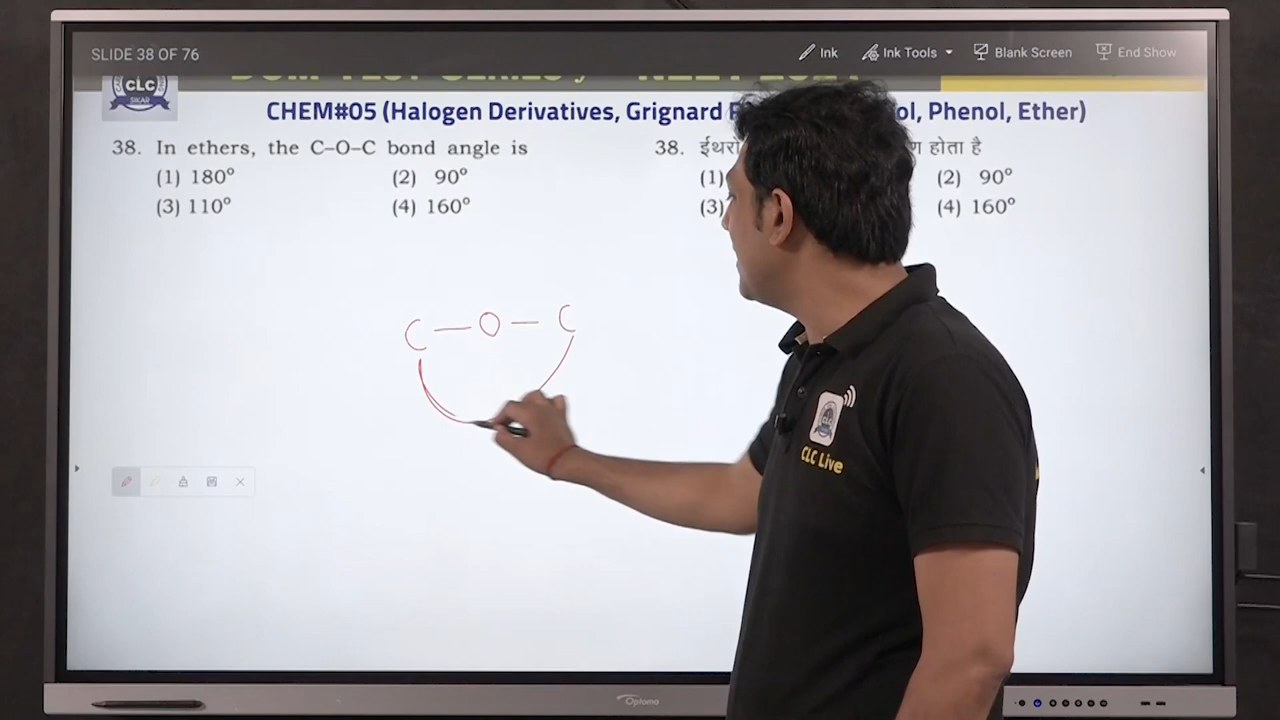 SLIDE 38 OF 76
Ink Ink Tools Blank Screen End Show
CLC
SIKAR
CHEM#05 (Halogen Derivatives, Grignard Phenol, Ether)
38. In ethers, the C–O–C bond angle is
(1) 180° (2) 90°
(3) 110° (4) 160°
38. होता है
(1) (2) 90°
(3) (4) 160°
C – O – C
CLC Live
Optoma